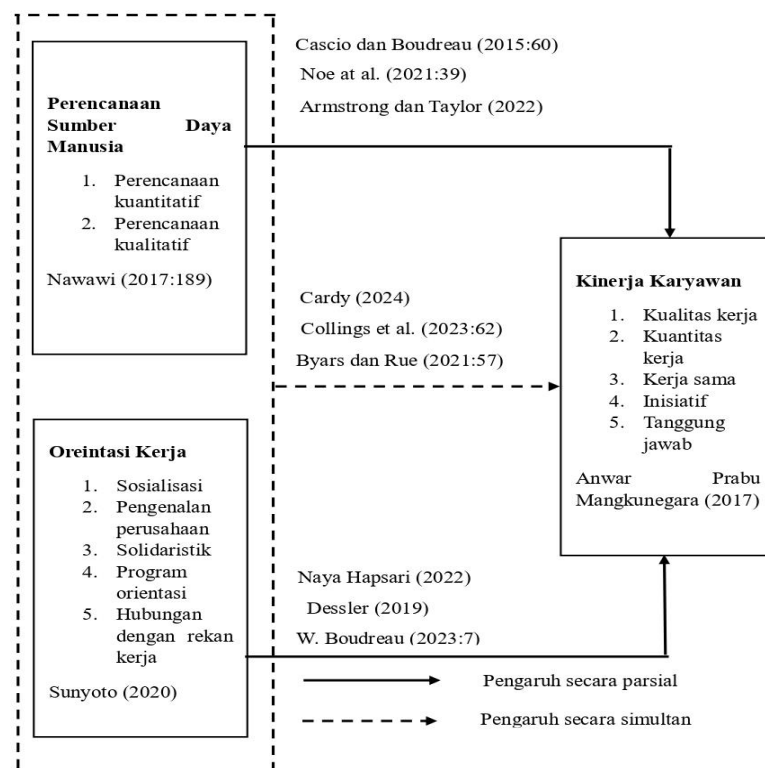 Perencanaan
Sumber Daya
Manusia
1. Perencanaan
kuantitatif
2. Perencanaan
kualitatif
Nawawi (2017:189)
Cascio dan Boudreau (2015:60)
Noe at al. (2021:39)
Armstrong dan Taylor (2022)
Cardy (2024)
Collings et al. (2023:62)
Byars dan Rue (2021:57)
Kinerja Karyawan
1. Kualitas kerja
2. Kuantitas
kerja
3. Kerja sama
4. Inisiatif
5. Tanggung
jawab
Anwar Prabu
Mangkunegara (2017)
Oreintasi Kerja
1. Sosialisasi
2. Pengenalan
perusahaan
3. Solidaristik
4. Program
orientasi
5. Hubungan
dengan rekan
kerja
Sunyoto (2020)
Naya Hapsari (2022)
Dessler (2019)
W. Boudreau (2023:7)
Pengaruh secara parsial
Pengaruh secara simultan